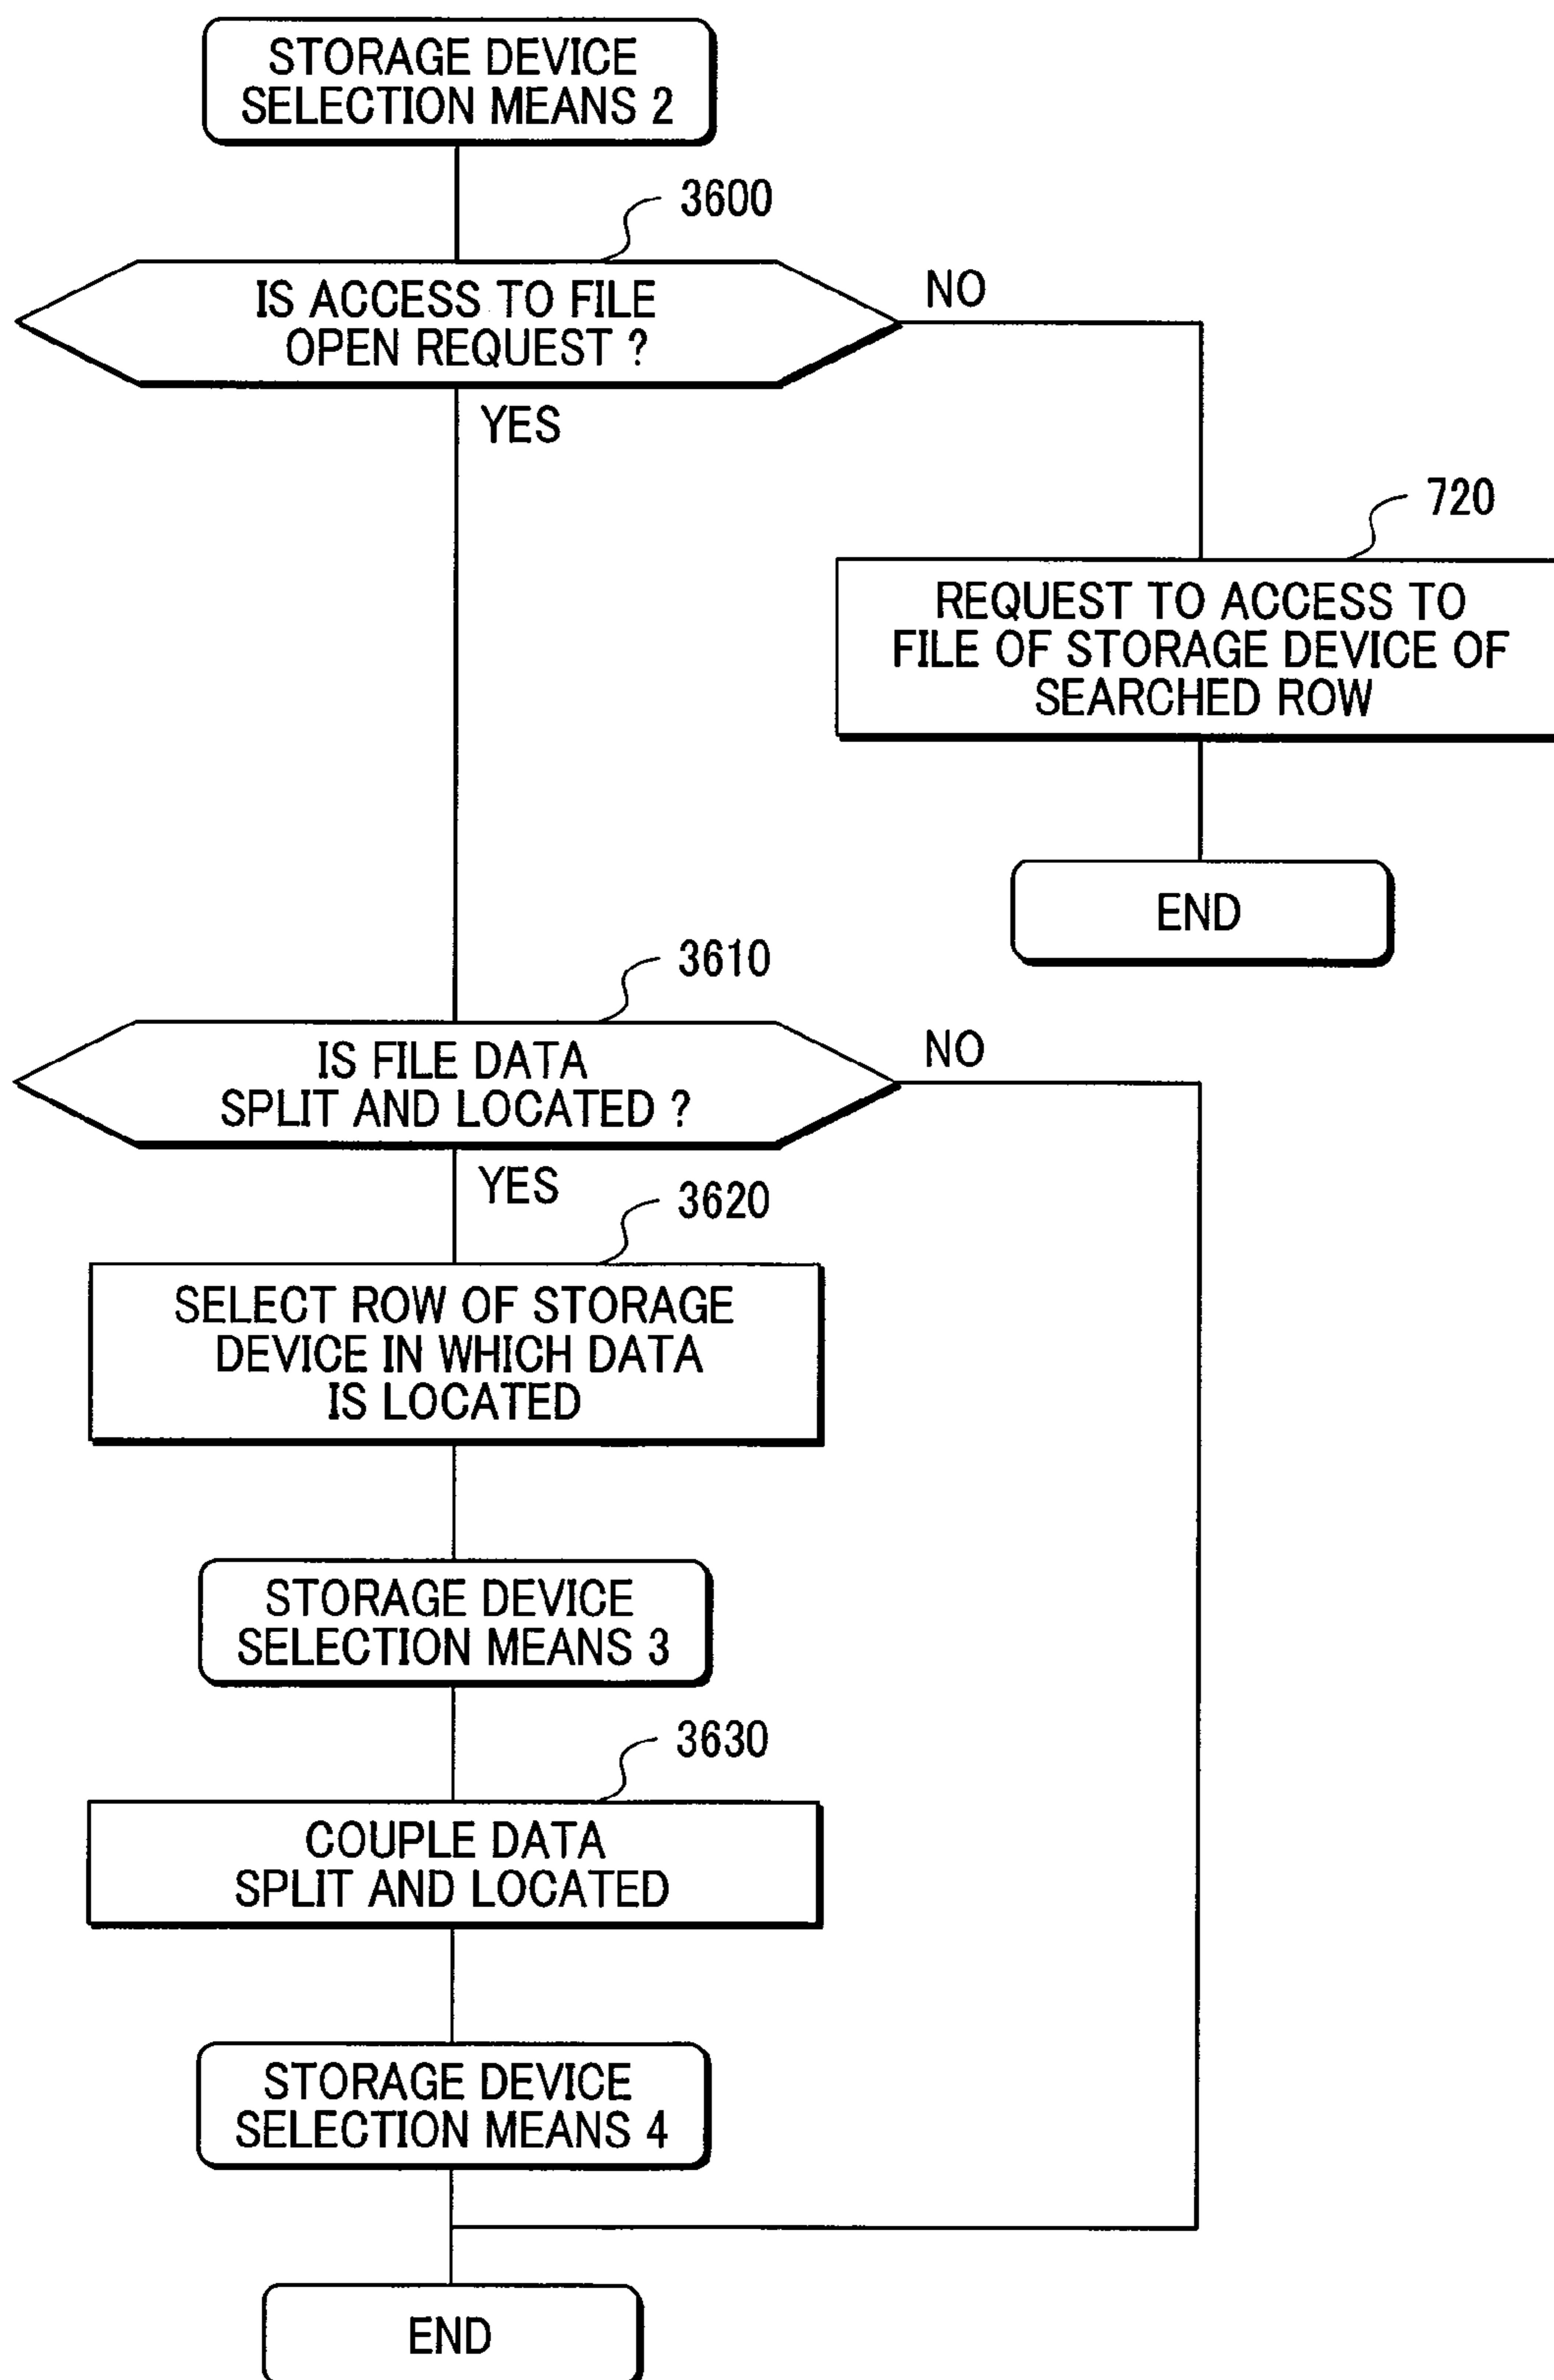 STORAGE DEVICE
SELECTION MEANS 2
3600
IS ACCESS TO FILE
OPEN REQUEST ?
NO
YES
720
REQUEST TO ACCESS TO
FILE OF STORAGE DEVICE OF
SEARCHED ROW
END
3610
IS FILE DATA
SPLIT AND LOCATED ?
NO
YES
3620
SELECT ROW OF STORAGE
DEVICE IN WHICH DATA
IS LOCATED
STORAGE DEVICE
SELECTION MEANS 3
3630
COUPLE DATA
SPLIT AND LOCATED
STORAGE DEVICE
SELECTION MEANS 4
END